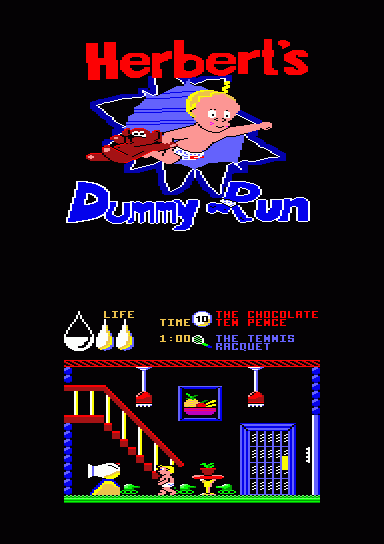 Herbert's
Dummy Run
LIFE
TIME 10 THE CHOCOLATE
TEN PENCE
1:00 THE TENNIS
RACQUET